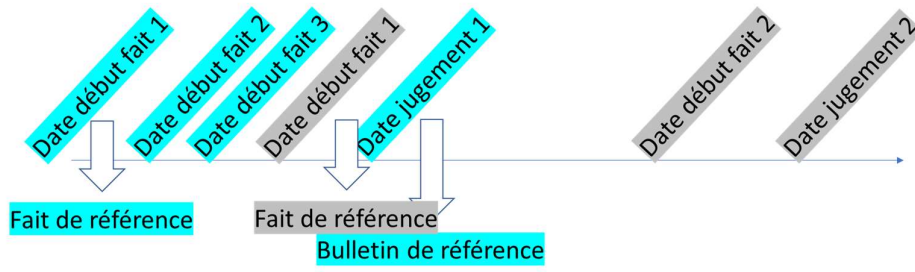 Date début fait 1
Date début fait 2
Date début fait 3
Date début fait 1
Date jugement 1
Date début fait 2
Date jugement 2
Fait de référence
Fait de référence
Bulletin de référence